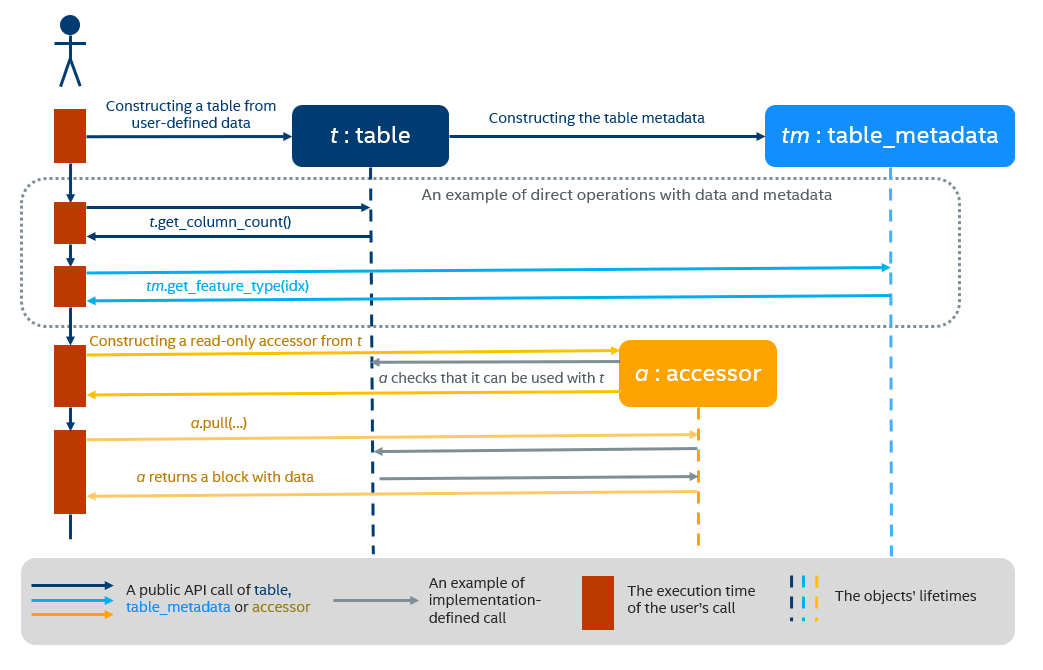 Constructing a table from
user-defined data
t : table
Constructing the table metadata
tm : table_metadata
An example of direct operations with data and metadata
t.get_column_count()
tm.get_feature_type(idx)
Constructing a read-only accessor from t
a checks that it can be used with t
a : accessor
a.pull(...)
a returns a block with data
A public API call of table,
table_metadata or accessor
An example of
implementation-
defined call
The execution time
of the user's call
The objects' lifetimes